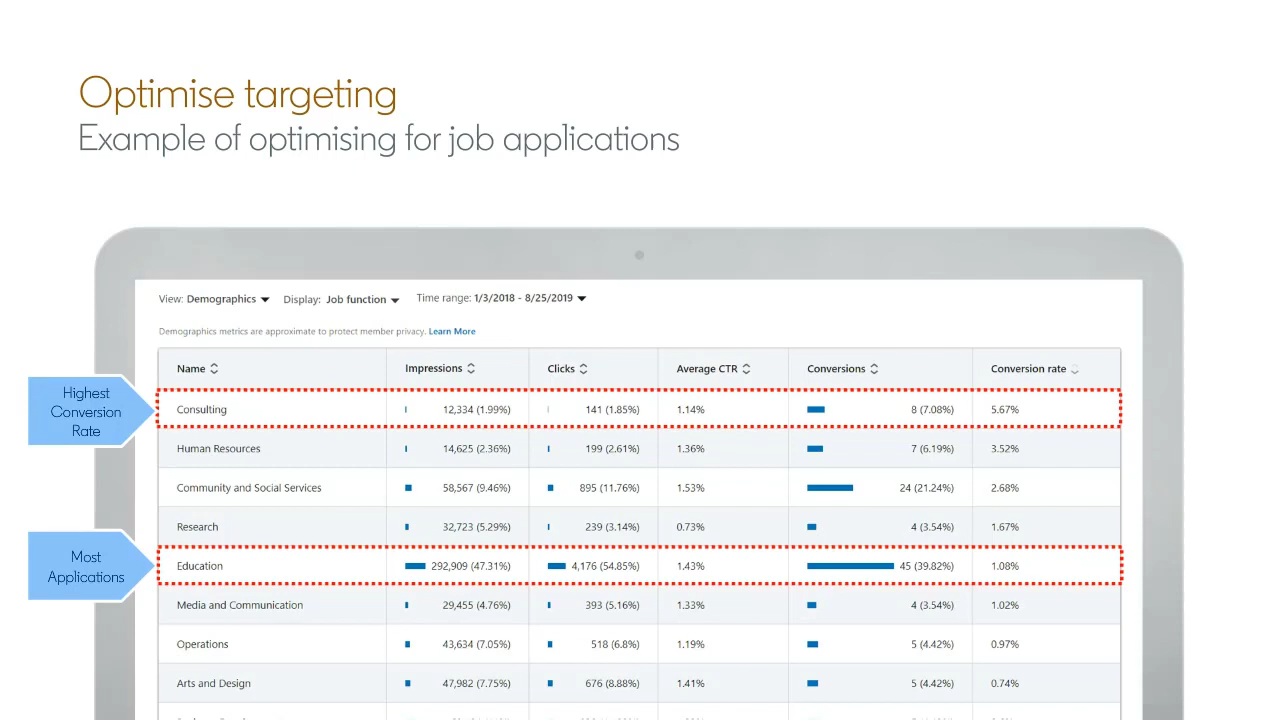 Optimise targeting
Example of optimising for job applications
View: Demographics Display: Job function Time range: 1/3/2018 - 8/25/2019
Demographics metrics are approximate to protect member privacy. Learn More
Name Impressions Clicks Average CTR Conversions Conversion rate
Highest
Conversion
Rate
Consulting 12,334 (1.99%) 141 (1.85%) 1.14% 8 (7.08%) 5.67%
Human Resources 14,625 (2.36%) 199 (2.61%) 1.36% 7 (6.19%) 3.52%
Community and Social Services 58,567 (9.46%) 895 (11.76%) 1.53% 24 (21.24%) 2.68%
Research 32,723 (5.29%) 239 (3.14%) 0.73% 4 (3.54%) 1.67%
Most
Applications
Education 292,909 (47.31%) 4,176 (54.85%) 1.43% 45 (39.82%) 1.08%
Media and Communication 29,455 (4.76%) 393 (5.16%) 1.33% 4 (3.54%) 1.02%
Operations 43,634 (7.05%) 518 (6.8%) 1.19% 5 (4.42%) 0.97%
Arts and Design 47,982 (7.75%) 676 (8.88%) 1.41% 5 (4.42%) 0.74%